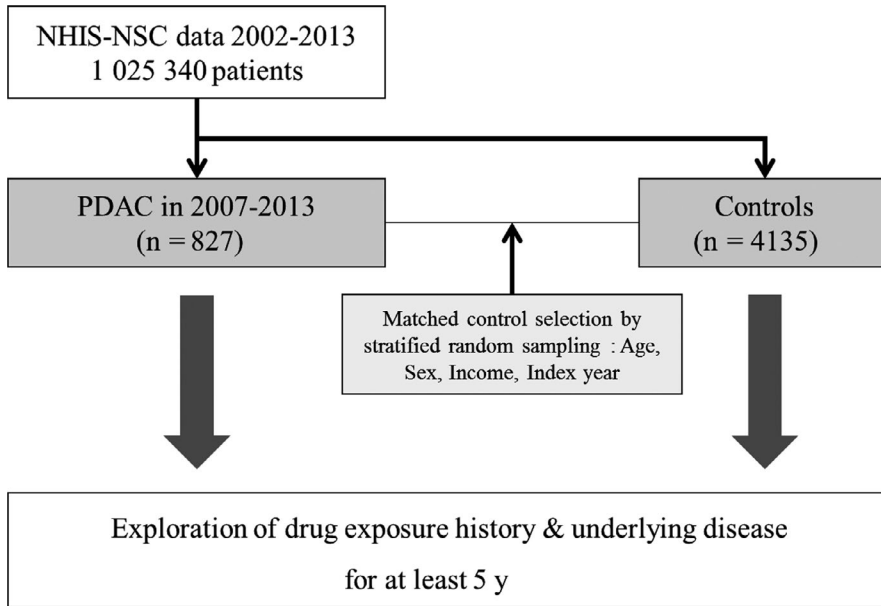 NHIS-NSC data 2002-2013
1 025 340 patients
PDAC in 2007-2013
(n = 827)
Controls
(n = 4135)
Matched control selection by
stratified random sampling : Age,
Sex, Income, Index year
Exploration of drug exposure history & underlying disease
for at least 5 y